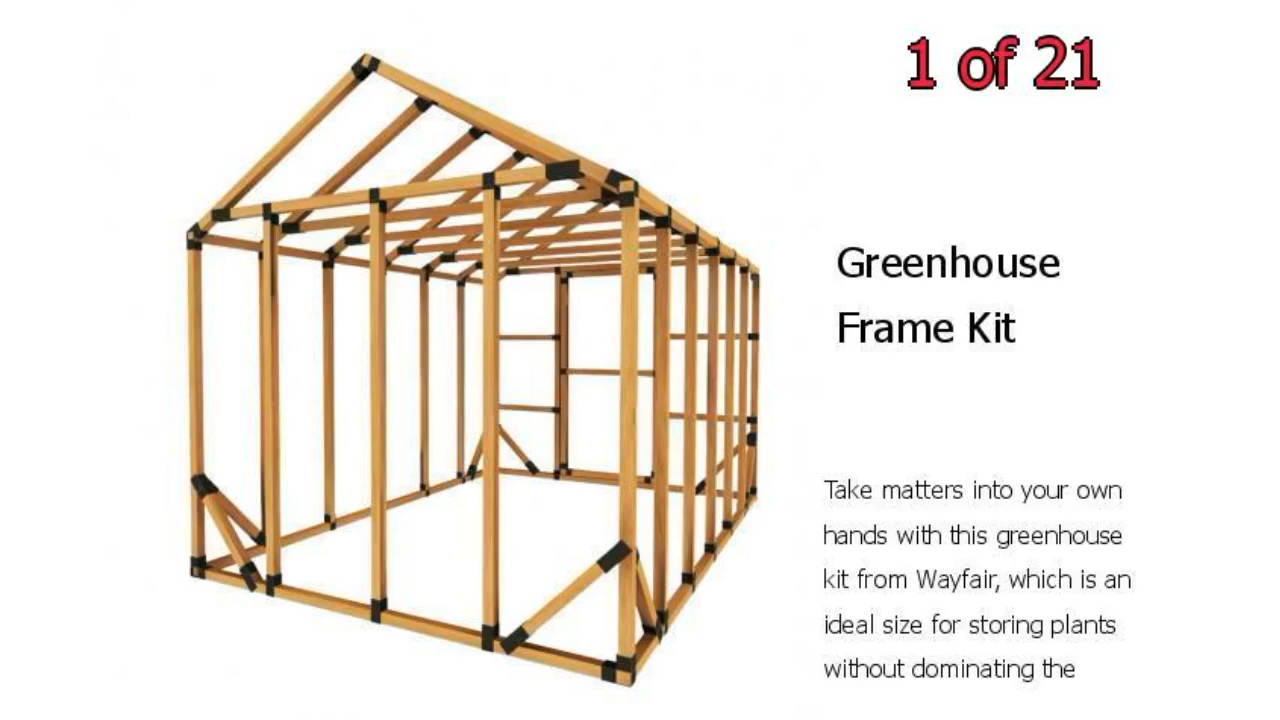 1 of 21
Greenhouse
Frame Kit
Take matters into your own
hands with this greenhouse
kit from Wayfair, which is an
ideal size for storing plants
without dominating the